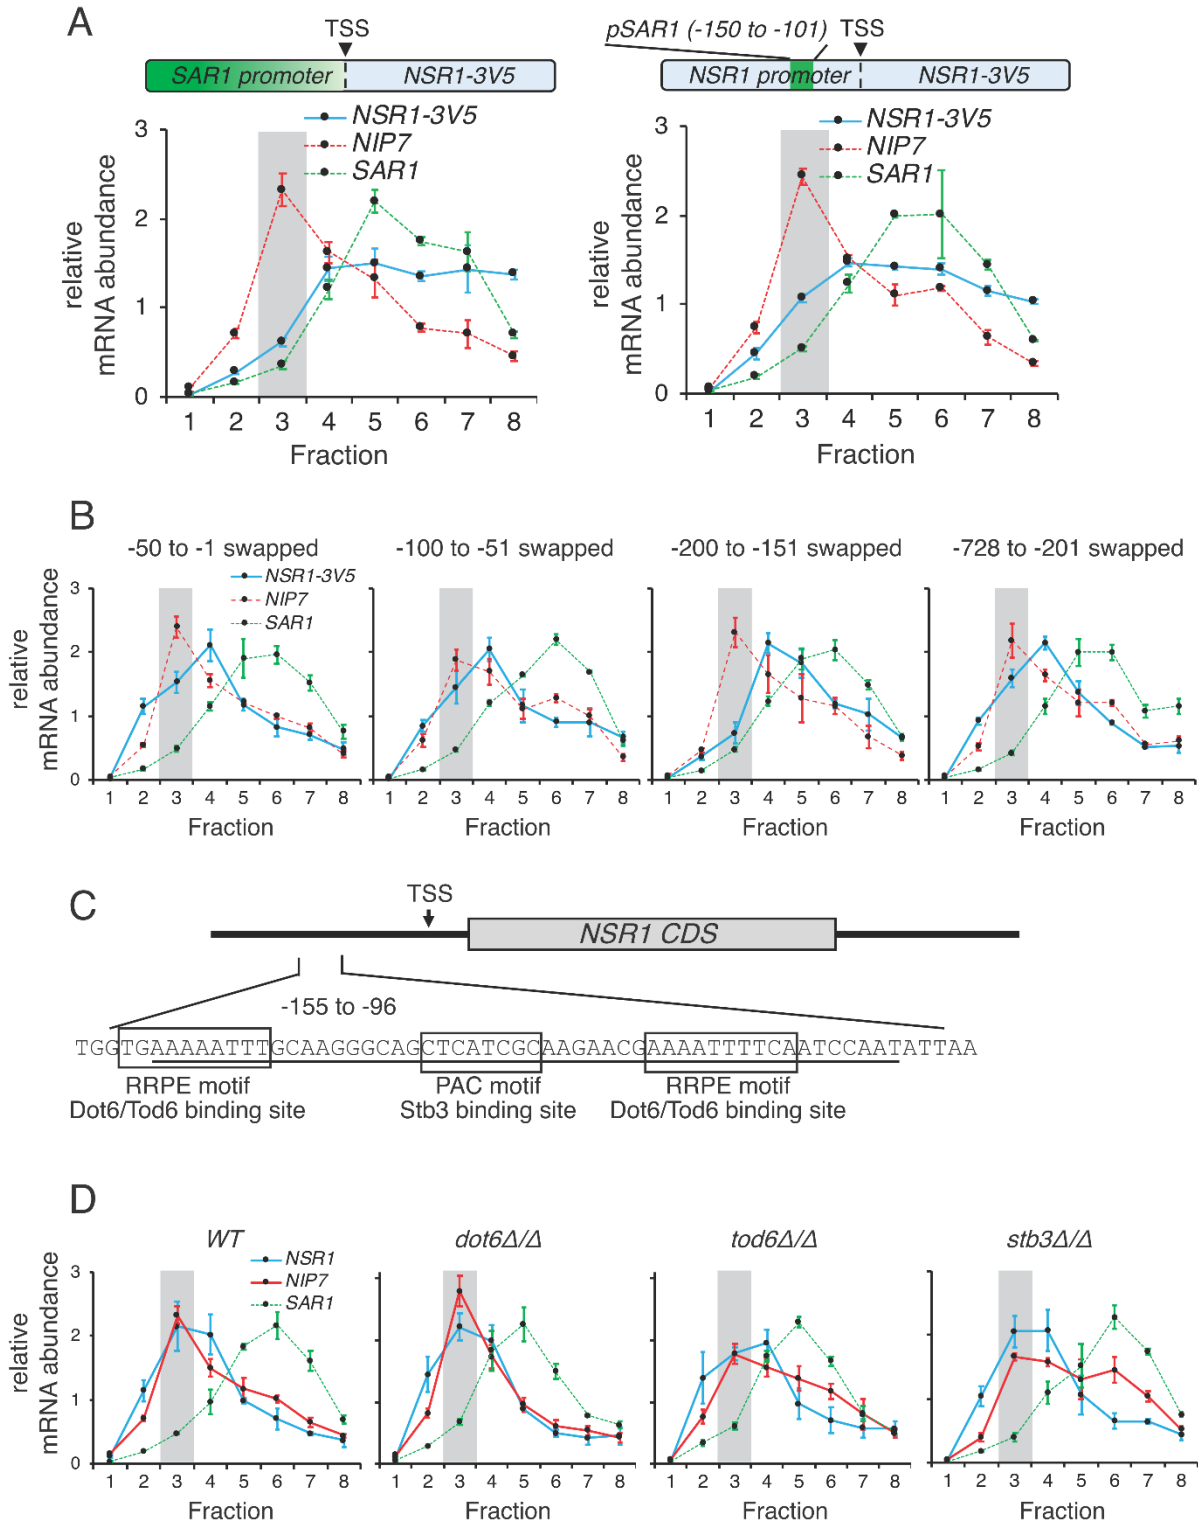 A
TSS
SAR1 promoter
NSR1-3V5
NSR1-3V5
NIP7
SAR1
3
2
1
0
relative
mRNA abundance
1 2 3 4 5 6 7 8
Fraction
pSAR1 (-150 to -101)
TSS
NSR1 promoter
NSR1-3V5
NSR1-3V5
NIP7
SAR1
3
2
1
0
relative
mRNA abundance
1 2 3 4 5 6 7 8
Fraction
B
-50 to -1 swapped
-100 to -51 swapped
-200 to -151 swapped
-728 to -201 swapped
NSR1-3V5
NIP7
SAR1
3
2
1
0
relative
mRNA abundance
1 2 3 4 5 6 7 8
1 2 3 4 5 6 7 8
1 2 3 4 5 6 7 8
1 2 3 4 5 6 7 8
Fraction
Fraction
Fraction
Fraction
C
TSS
NSR1 CDS
-155 to -96
TGGTGAAAAATTTGCAAGGGCAGCTCATCGCAAGAACGAAAATTTTCAATCCAATATTAA
RRPE motif
Dot6/Tod6 binding site
PAC motif
Stb3 binding site
RRPE motif
Dot6/Tod6 binding site
D
WT
dot6Δ/Δ
tod6Δ/Δ
stb3Δ/Δ
NSR1
NIP7
SAR1
3
2
1
0
relative
mRNA abundance
1 2 3 4 5 6 7 8
1 2 3 4 5 6 7 8
1 2 3 4 5 6 7 8
1 2 3 4 5 6 7 8
Fraction
Fraction
Fraction
Fraction